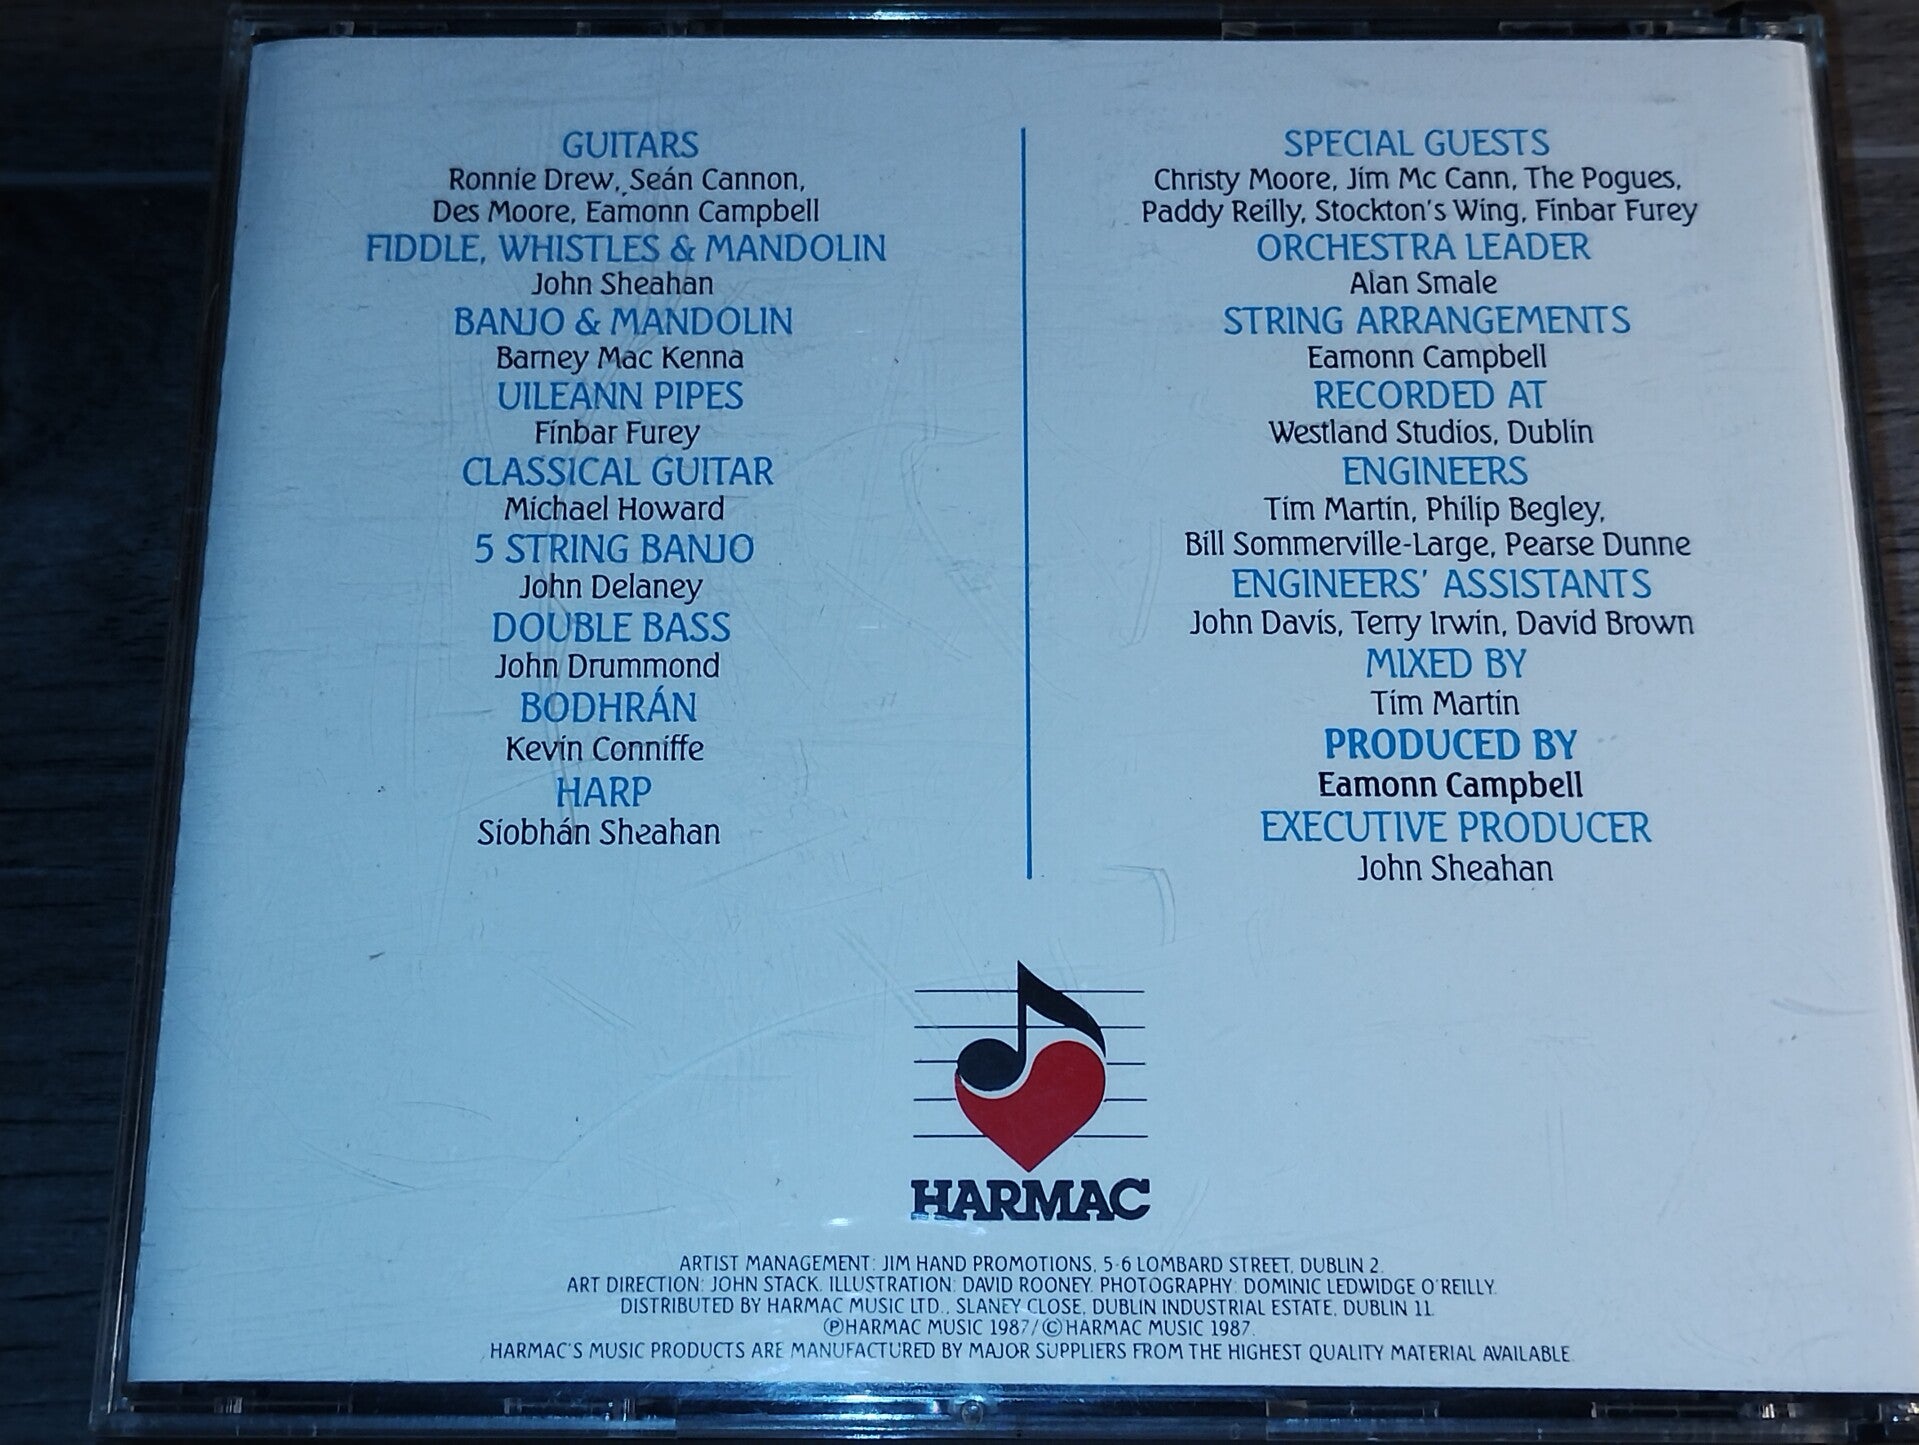 GUITARS
Ronnie Drew, Seán Cannon,
Des Moore, Eamonn Campbell
FIDDLE, WHISTLES & MANDOLIN
John Sheahan
BANJO & MANDOLIN
Barney Mac Kenna
UILEANN PIPES
Finbar Furey
CLASSICAL GUITAR
Michael Howard
5 STRING BANJO
John Delaney
DOUBLE BASS
John Drummond
BODHRÁN
Kevin Conniffe
HARP
Siobhán Sheahan
SPECIAL GUESTS
Christy Moore, Jim Mc Cann, The Pogues,
Paddy Reilly, Stockton's Wing, Finbar Furey
ORCHESTRA LEADER
Alan Smale
STRING ARRANGEMENTS
Eamonn Campbell
RECORDED AT
Westland Studios, Dublin
ENGINEERS
Tim Martin, Philip Begley,
Bill Sommerville-Large, Pearse Dunne
ENGINEERS' ASSISTANTS
John Davis, Terry Irwin, David Brown
MIXED BY
Tim Martin
PRODUCED BY
Eamonn Campbell
EXECUTIVE PRODUCER
John Sheahan
HARMAC
ARTIST MANAGEMENT: JIM HAND PROMOTIONS, 5-6 LOMBARD STREET, DUBLIN 2.
ART DIRECTION: JOHN STACK. ILLUSTRATION: DAVID ROONEY. PHOTOGRAPHY: DOMINIC LEDWIDGE O'REILLY.
DISTRIBUTED BY HARMAC MUSIC LTD., SLANEY CLOSE, DUBLIN INDUSTRIAL ESTATE, DUBLIN 11.
ⓅHARMAC MUSIC 1987/©HARMAC MUSIC 1987.
HARMAC'S MUSIC PRODUCTS ARE MANUFACTURED BY MAJOR SUPPLIERS FROM THE HIGHEST QUALITY MATERIAL AVAILABLE.